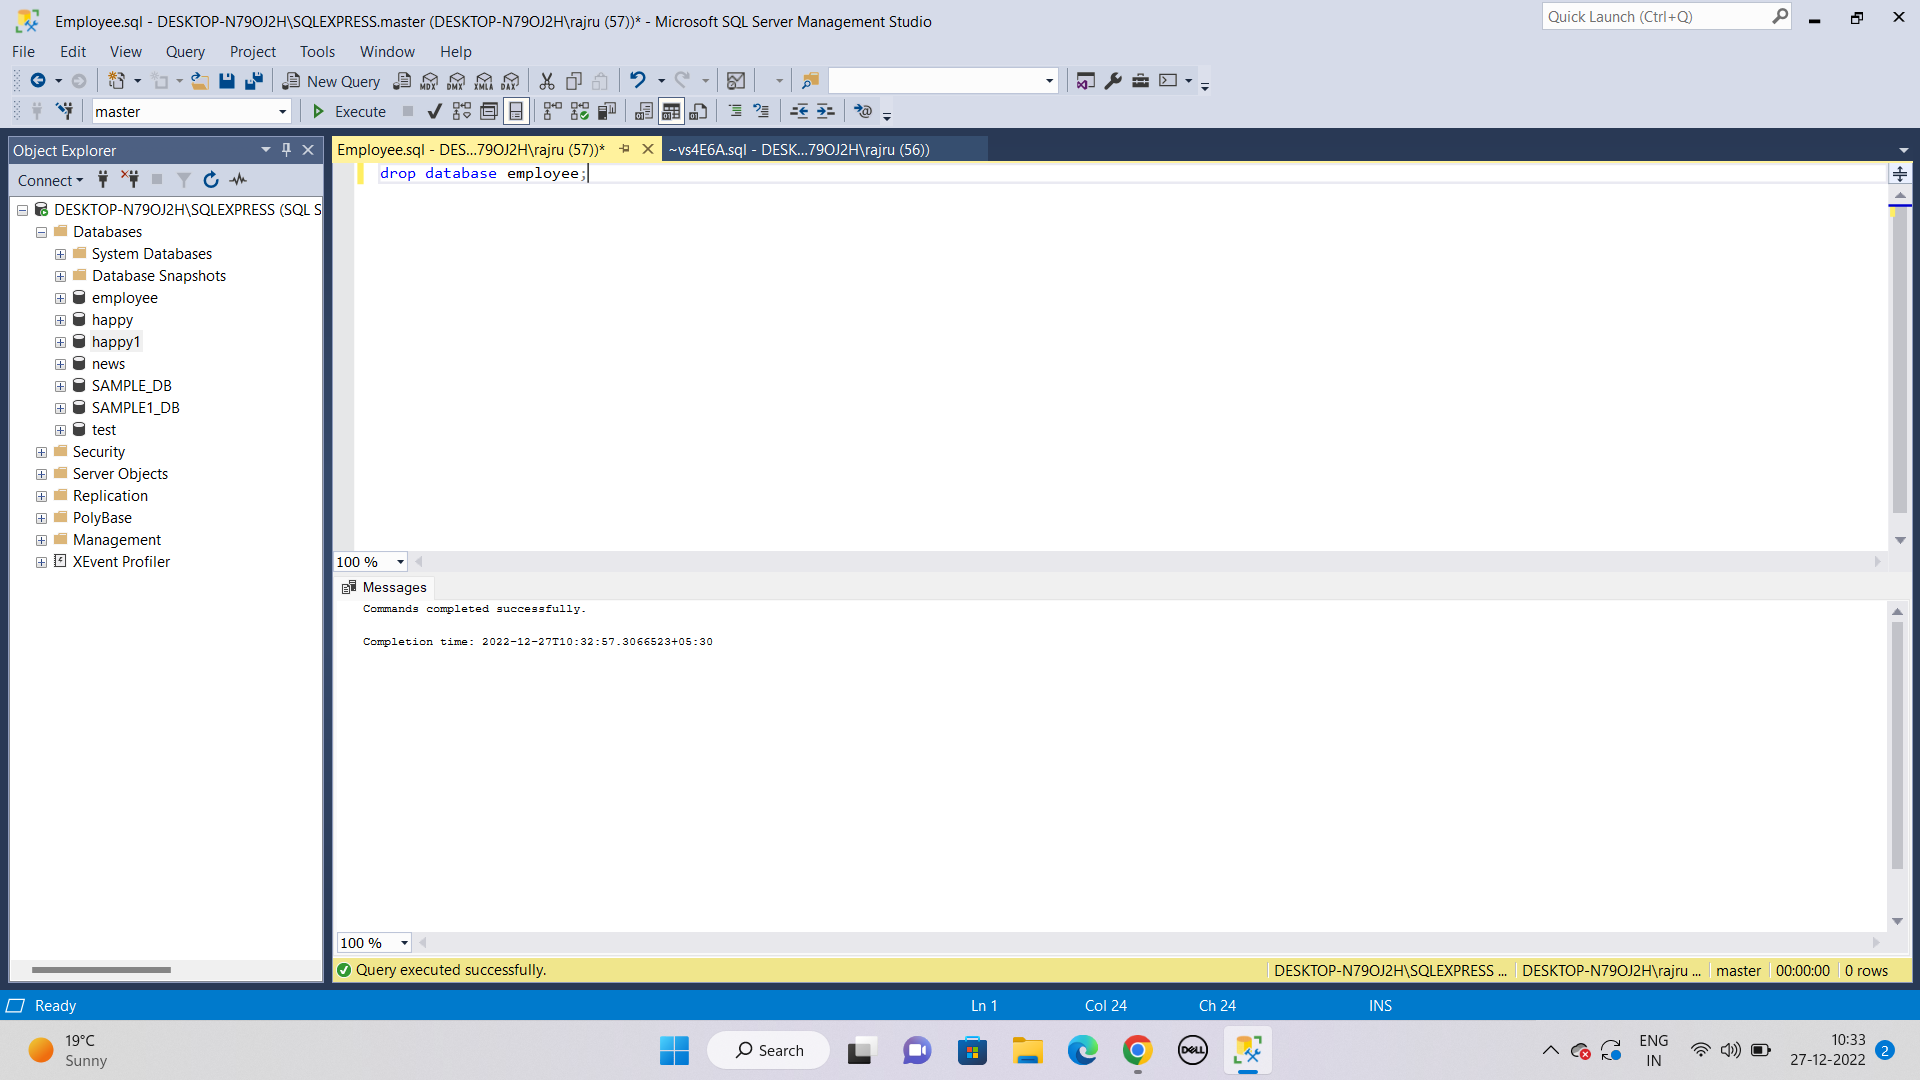 Employee.sql - DESKTOP-N79OJ2H\SQLEXPRESS.master (DESKTOP-N79OJ2H\rajru (57))* - Microsoft SQL Server Management Studio
Quick Launch (Ctrl+Q)
File Edit View Query Project Tools Window Help
New Query MDX DMX XMLA DAX
master Execute
Object Explorer
Employee.sql - DES...79OJ2H\rajru (57))* ~vs4E6A.sql - DESK...79OJ2H\rajru (56))
Connect
drop database employee;
DESKTOP-N79OJ2H\SQLEXPRESS (SQL S
Databases
System Databases
Database Snapshots
employee
happy
happy1
news
SAMPLE_DB
SAMPLE1_DB
test
Security
Server Objects
Replication
PolyBase
Management
XEvent Profiler
100 %
Messages
Commands completed successfully.
Completion time: 2022-12-27T10:32:57.3066523+05:30
100 %
Query executed successfully. DESKTOP-N79OJ2H\SQLEXPRESS ... DESKTOP-N79OJ2H\rajru ... master 00:00:00 0 rows
Ready Ln 1 Col 24 Ch 24 INS
19°C
Sunny
Search
DELL
ENG
IN
10:33
27-12-2022
2